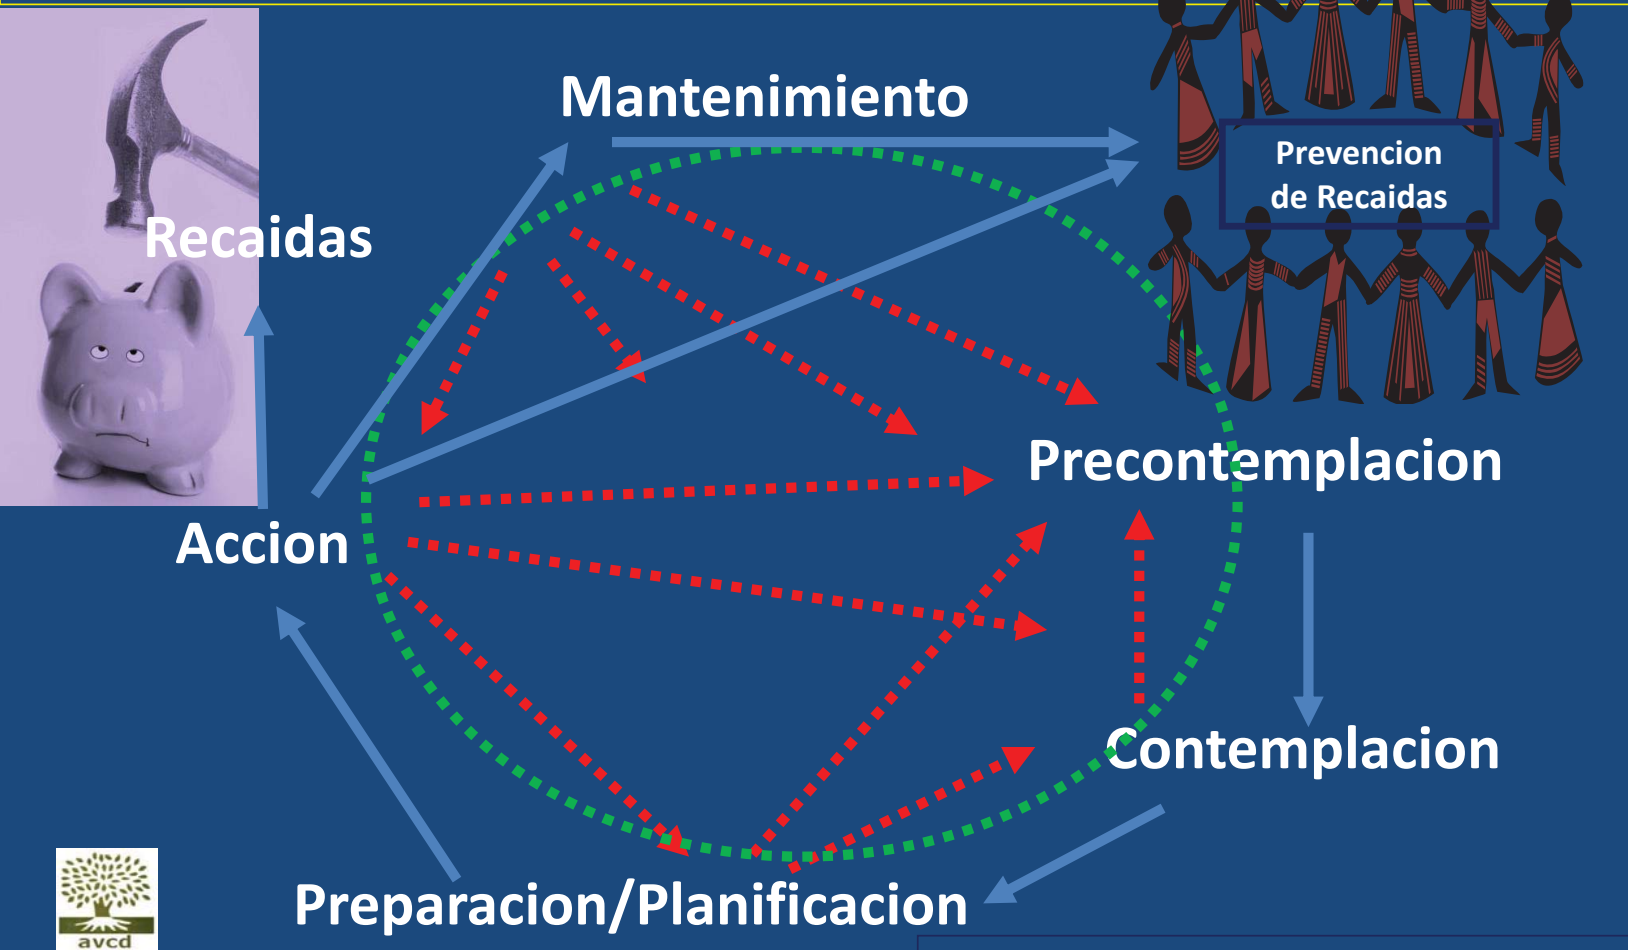 Mantenimiento
Prevencion
de Recaidas
Recaidas
Precontemplacion
Accion
Contemplacion
Preparacion/Planificacion
avcd